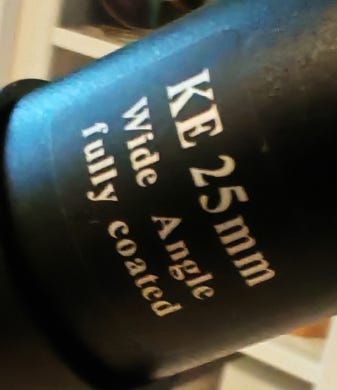 KE 25mm
Wide Angle
fully coated